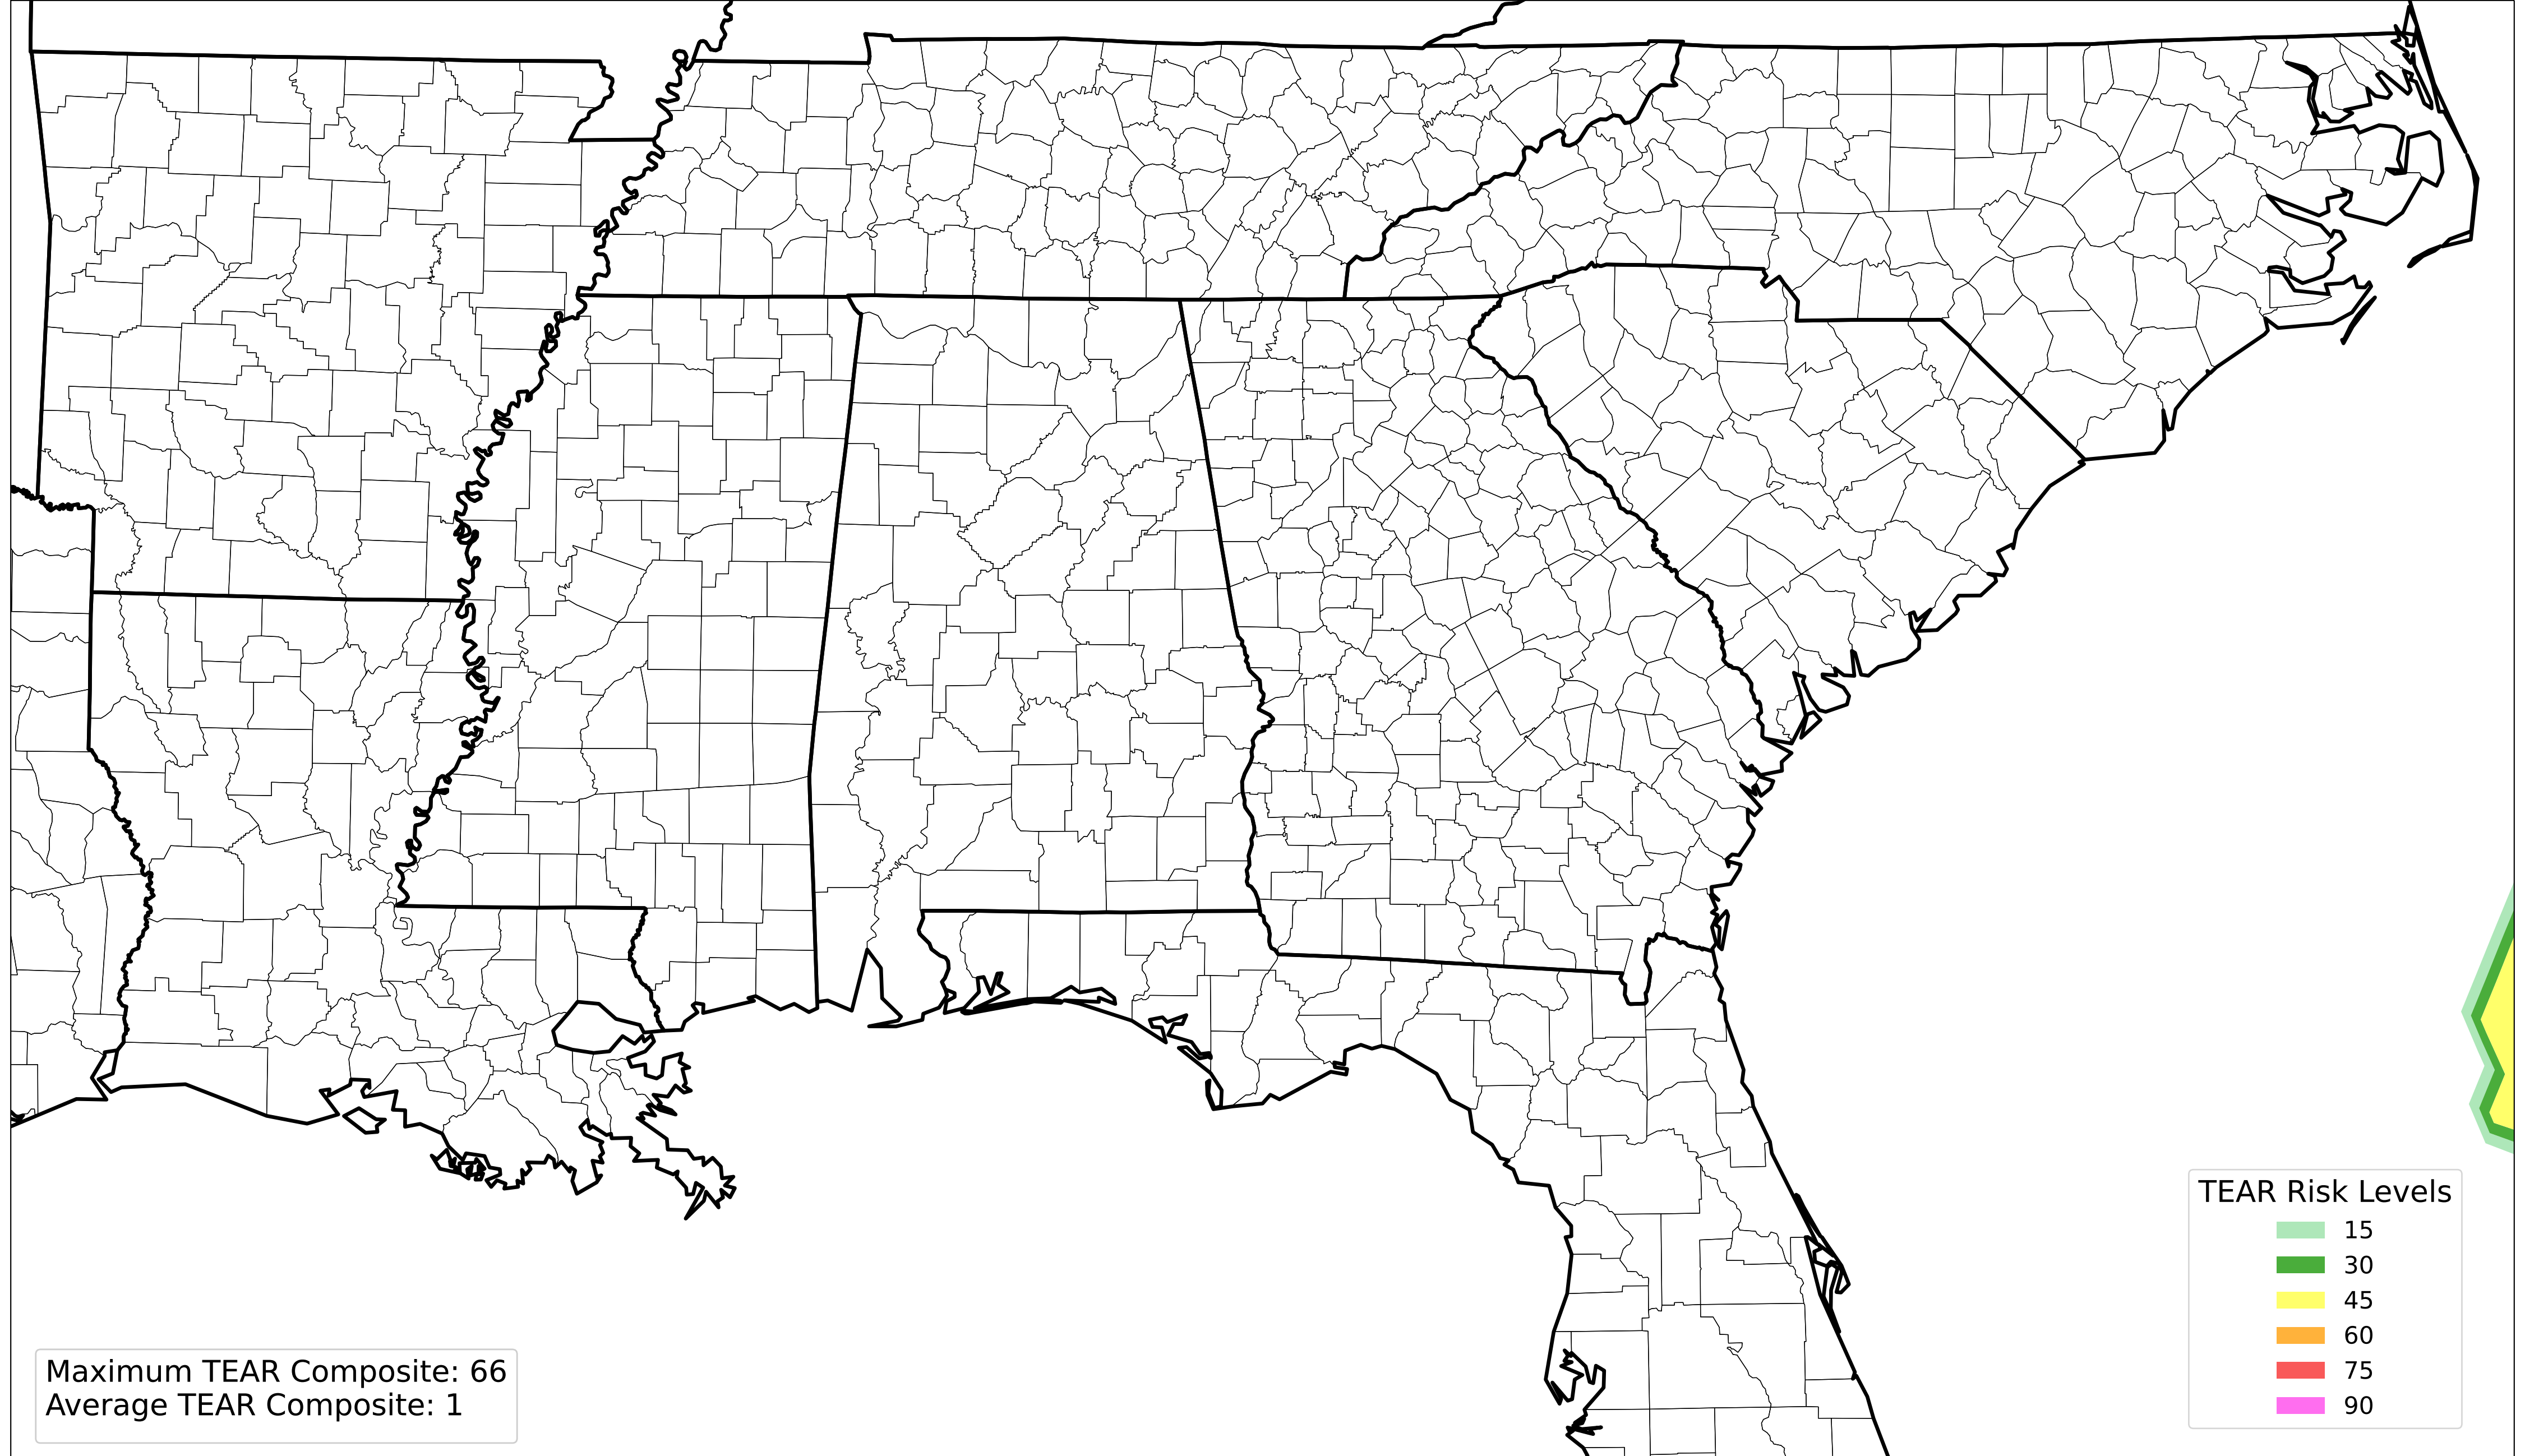 TEAR Risk Levels
15
30
45
60
75
90
Maximum TEAR Composite: 66
Average TEAR Composite: 1